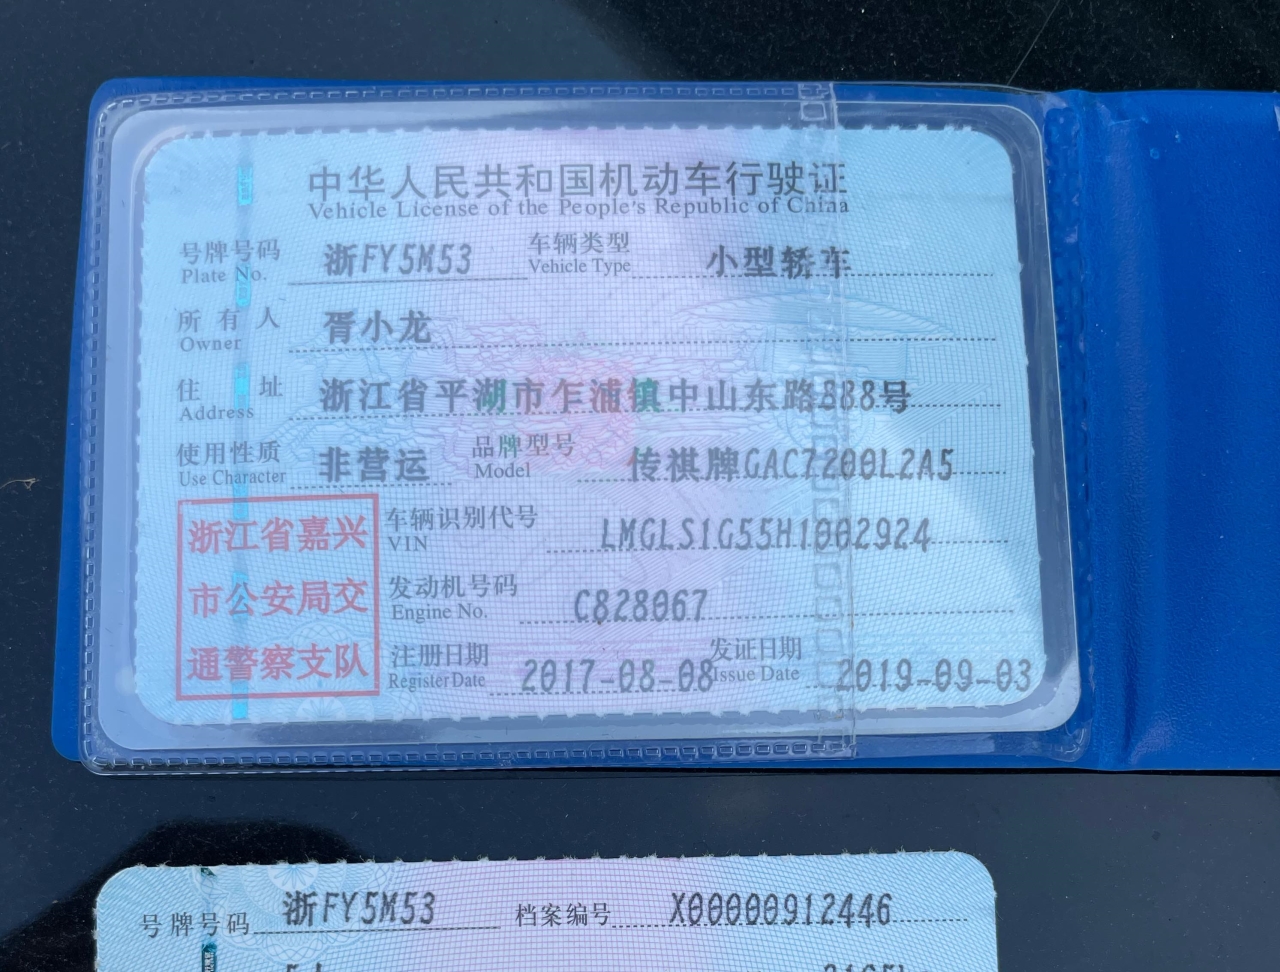 中华人民共和国机动车行驶证
Vehicle License of the People's Republic of China
号牌号码 浙FY5M53 车辆类型 小型轿车
Plate No. Vehicle Type
所有人 胥小龙
Owner
住址 浙江省平湖市乍浦镇中山东路888号
Address
使用性质 非营运 品牌型号 传祺牌GAC7200L2A5
Use Character Model
浙江省嘉兴
市公安局交
通警察支队
车辆识别代号 LMGLS1G55H1002924
VIN
发动机号码 C828067
Engine No.
注册日期 2017-08-08 发证日期 2019-09-03
Register Date Issue Date
号牌号码 浙FY5M53 档案编号 X00000912446